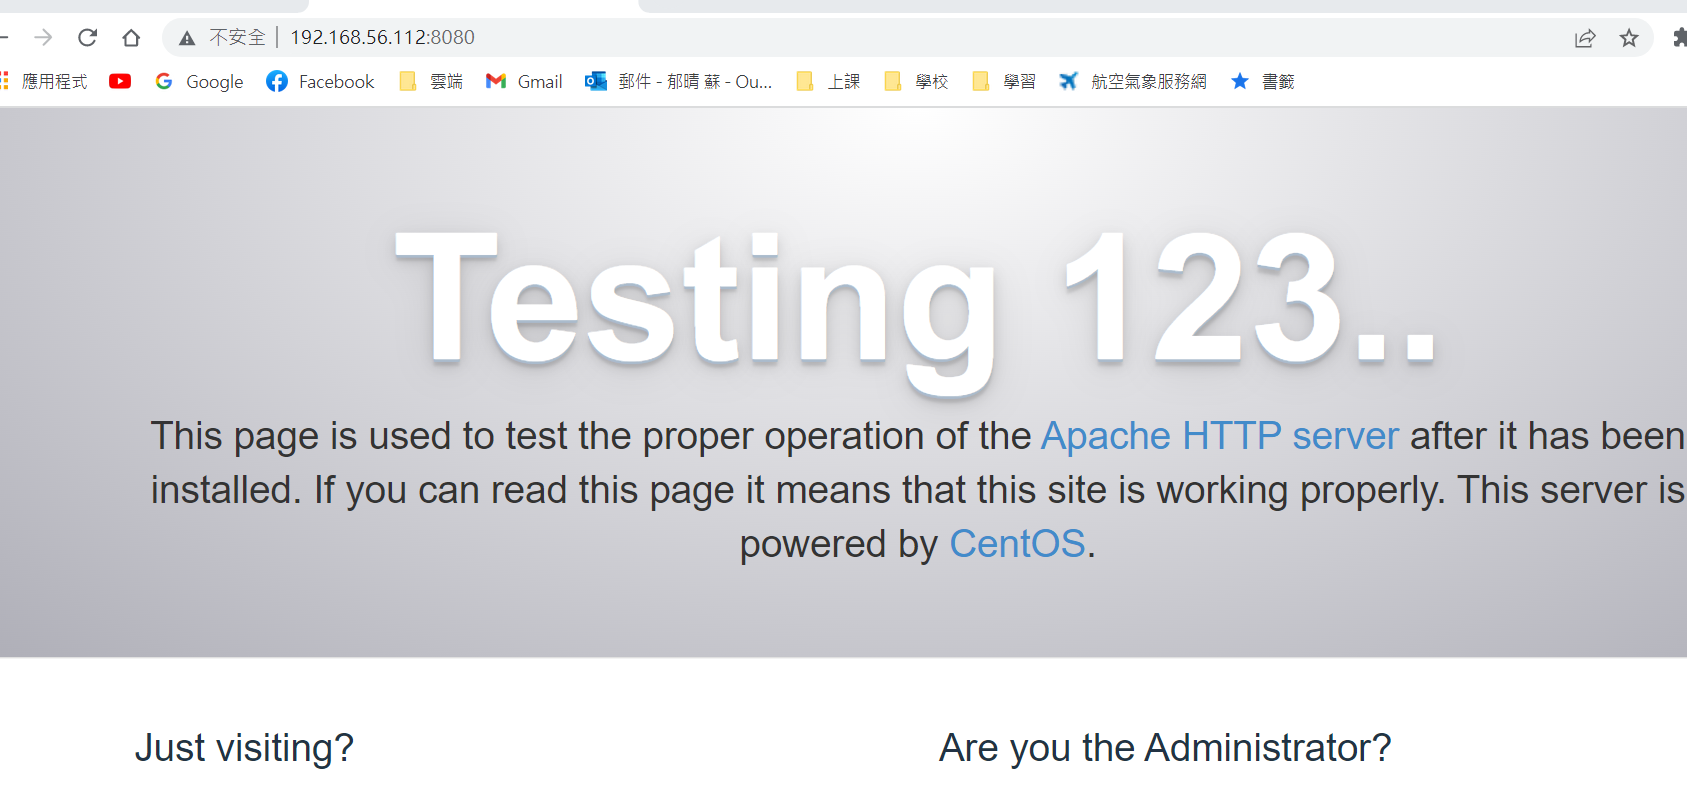 不安全 | 192.168.56.112:8080
應用程式 Google Facebook 雲端 Gmail 郵件 - 郁晴 蘇 - Ou... 上課 學校 學習 航空氣象服務網 書籤
Testing 123..
This page is used to test the proper operation of the Apache HTTP server after it has been
installed. If you can read this page it means that this site is working properly. This server is
powered by CentOS.
Just visiting? Are you the Administrator?